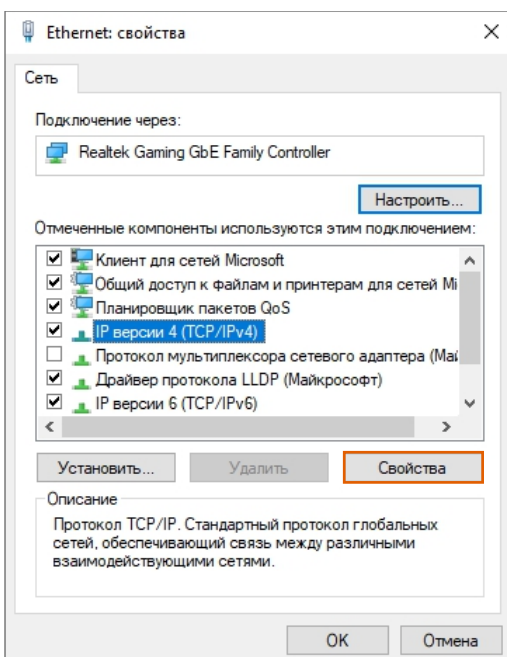 Ethernet: свойства
Сеть
Подключение через:
Realtek Gaming GbE Family Controller
Настроить...
Отмеченные компоненты используются этим подключением:
Клиент для сетей Microsoft
Общий доступ к файлам и принтерам для сетей Mi
Планировщик пакетов QoS
IP версии 4 (TCP/IPv4)
Протокол мультиплексора сетевого адаптера (Май
Драйвер протокола LLDP (Майкрософт)
IP версии 6 (TCP/IPv6)
Установить... Удалить Свойства
Описание
Протокол TCP/IP. Стандартный протокол глобальных
сетей, обеспечивающий связь между различными
взаимодействующими сетями.
OK Отмена